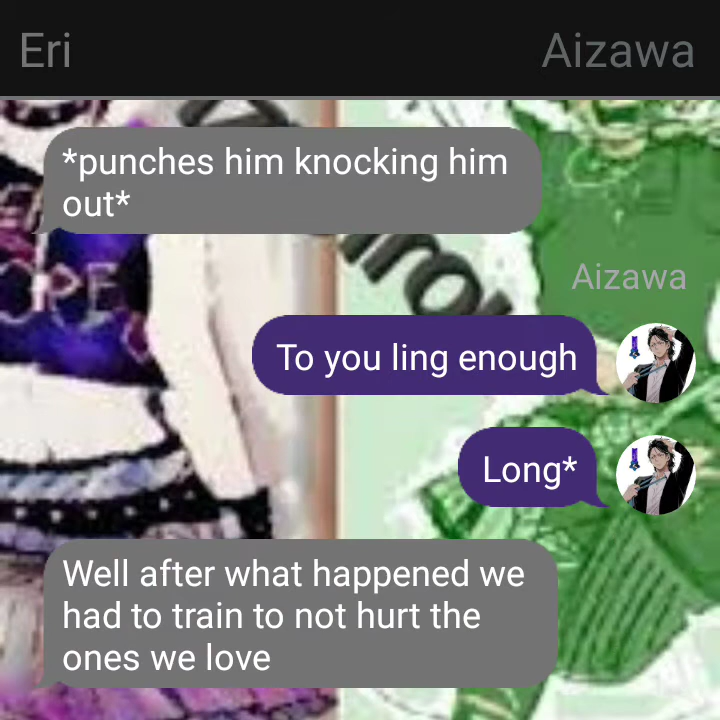 Eri Aizawa
*punches him knocking him
out*
Aizawa
To you ling enough
Long*
Well after what happened we
had to train to not hurt the
ones we love